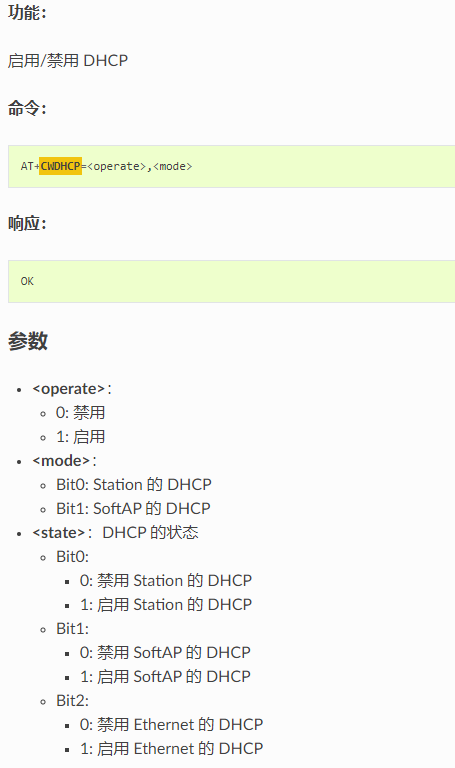 功能：
启用/禁用 DHCP
命令：
AT+CWDHCP=<operate>,<mode>
响应：
OK
参数
<operate>：
0: 禁用
1: 启用
<mode>：
Bit0: Station 的 DHCP
Bit1: SoftAP 的 DHCP
<state>：DHCP 的状态
Bit0:
0: 禁用 Station 的 DHCP
1: 启用 Station 的 DHCP
Bit1:
0: 禁用 SoftAP 的 DHCP
1: 启用 SoftAP 的 DHCP
Bit2:
0: 禁用 Ethernet 的 DHCP
1: 启用 Ethernet 的 DHCP